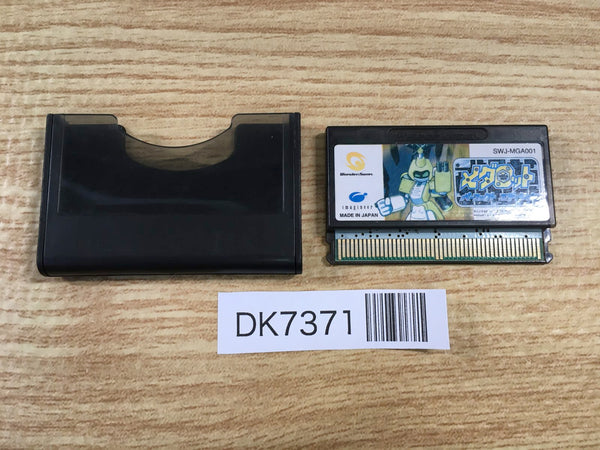 SWJ-MGA001
WonderSwan
メダロット
imagineer
MADE IN JAPAN
DK7371